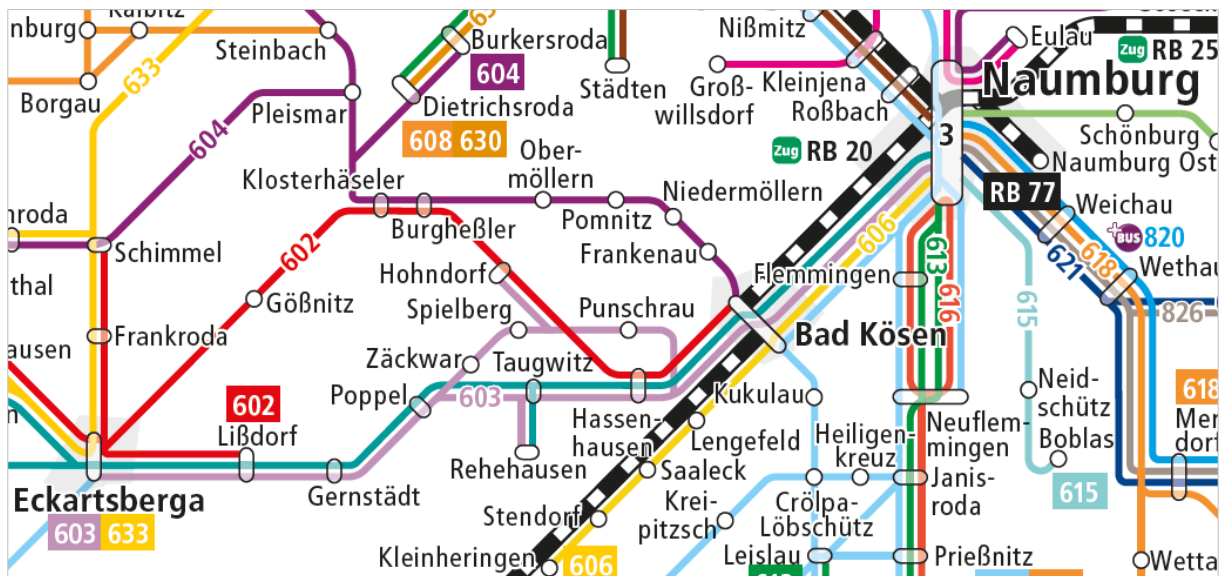 nburg
Kalbitz
Steinbach
Borgau
633
Pleismar
604
Burkersroda
604
Dietrichsroda
608 630
Städten
Nißmitz
Groß-
willsdorf
Kleinjena
Roßbach
Eulau
Zug RB 25
Naumburg
3
Zug RB 20
Schönburg
Naumburg Ost
RB 77
Weichau
+BUS 820
Wethau
618
621
826
615
606
613
616
Klosterhäseler
Burgheßler
Ober-
möllern
Pomnitz
Niedermöllern
Frankenau
Flemmingen
nroda
Schimmel
thal
602
Gößnitz
Hohndorf
Spielberg
Punschrau
Bad Kösen
Frankroda
ausen
Zäckwar
Taugwitz
Poppel
603
602
Lißdorf
Hassen-
hausen
Rehehausen
Kukulau
Lengefeld
Saaleck
Stendorf
Kleinheringen
606
Neuflem-
mingen
Heiligen-
kreuz
Janis-
roda
Krei-
pitzsch
Crölpa-
Löbschütz
Leislau
Prießnitz
Neid-
schütz
Boblas
615
618
Mer
dorf
Wetta
n
Eckartsberga
603 633
Gernstädt